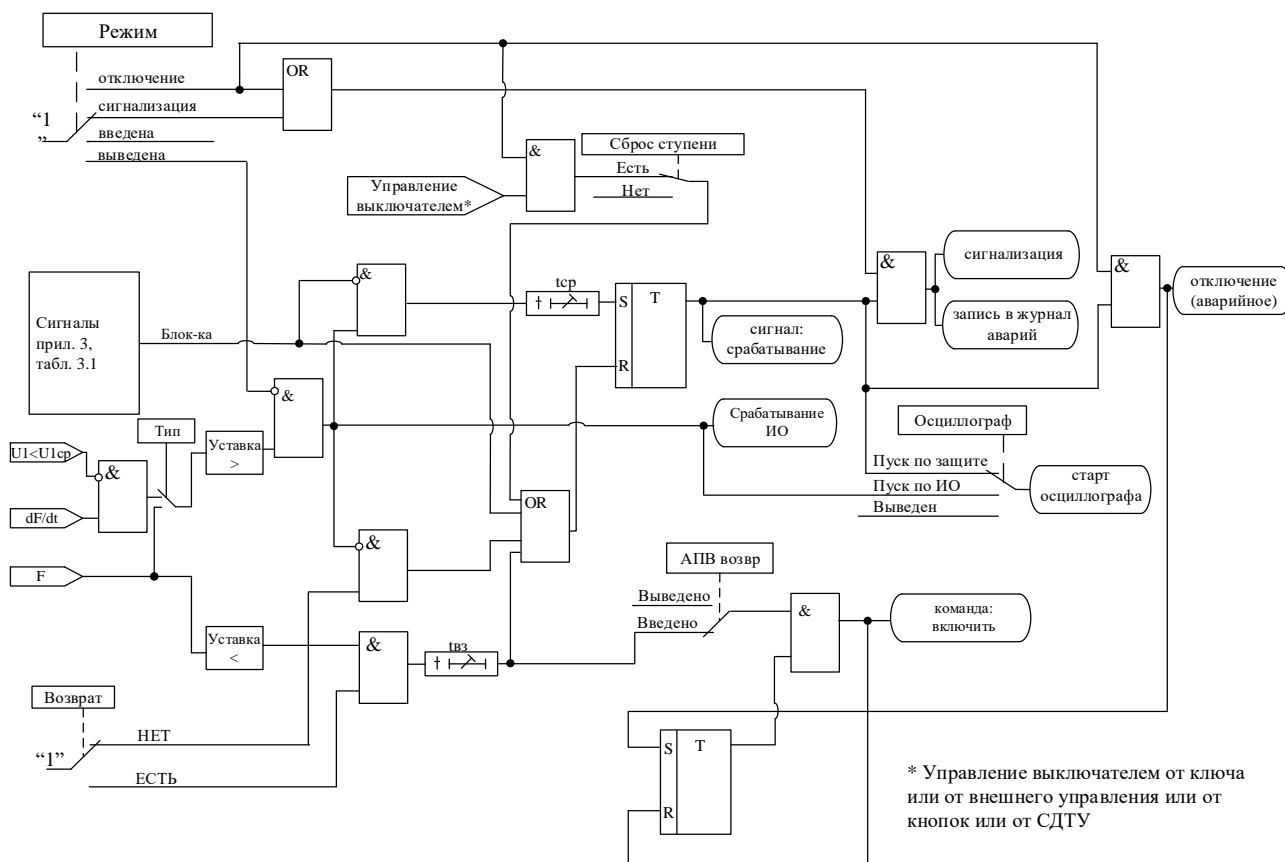 Режим
отключение
сигнализация
введена
выведена
“1
”
OR
&
Управление
выключателем*
Сброс ступени
Есть
Нет
Сигналы
прил. 3,
табл. 3.1
Блок-ка
&
tср
S
T
R
сигнал:
срабатывание
&
сигнализация
запись в журнал
аварий
&
отключение
(аварийное)
U1<U1ср
dF/dt
F
&
Тип
Уставка
>
&
Срабатывание
ИО
Осциллограф
Пуск по защите
Пуск по ИО
Выведен
старт
осциллографа
OR
&
Уставка
<
&
tвз
АПВ возвр
Выведено
Введено
&
команда:
включить
Возврат
“1”
НЕТ
ЕСТЬ
S
T
R
* Управление выключателем от ключа
или от внешнего управления или от
кнопок или от СДТУ